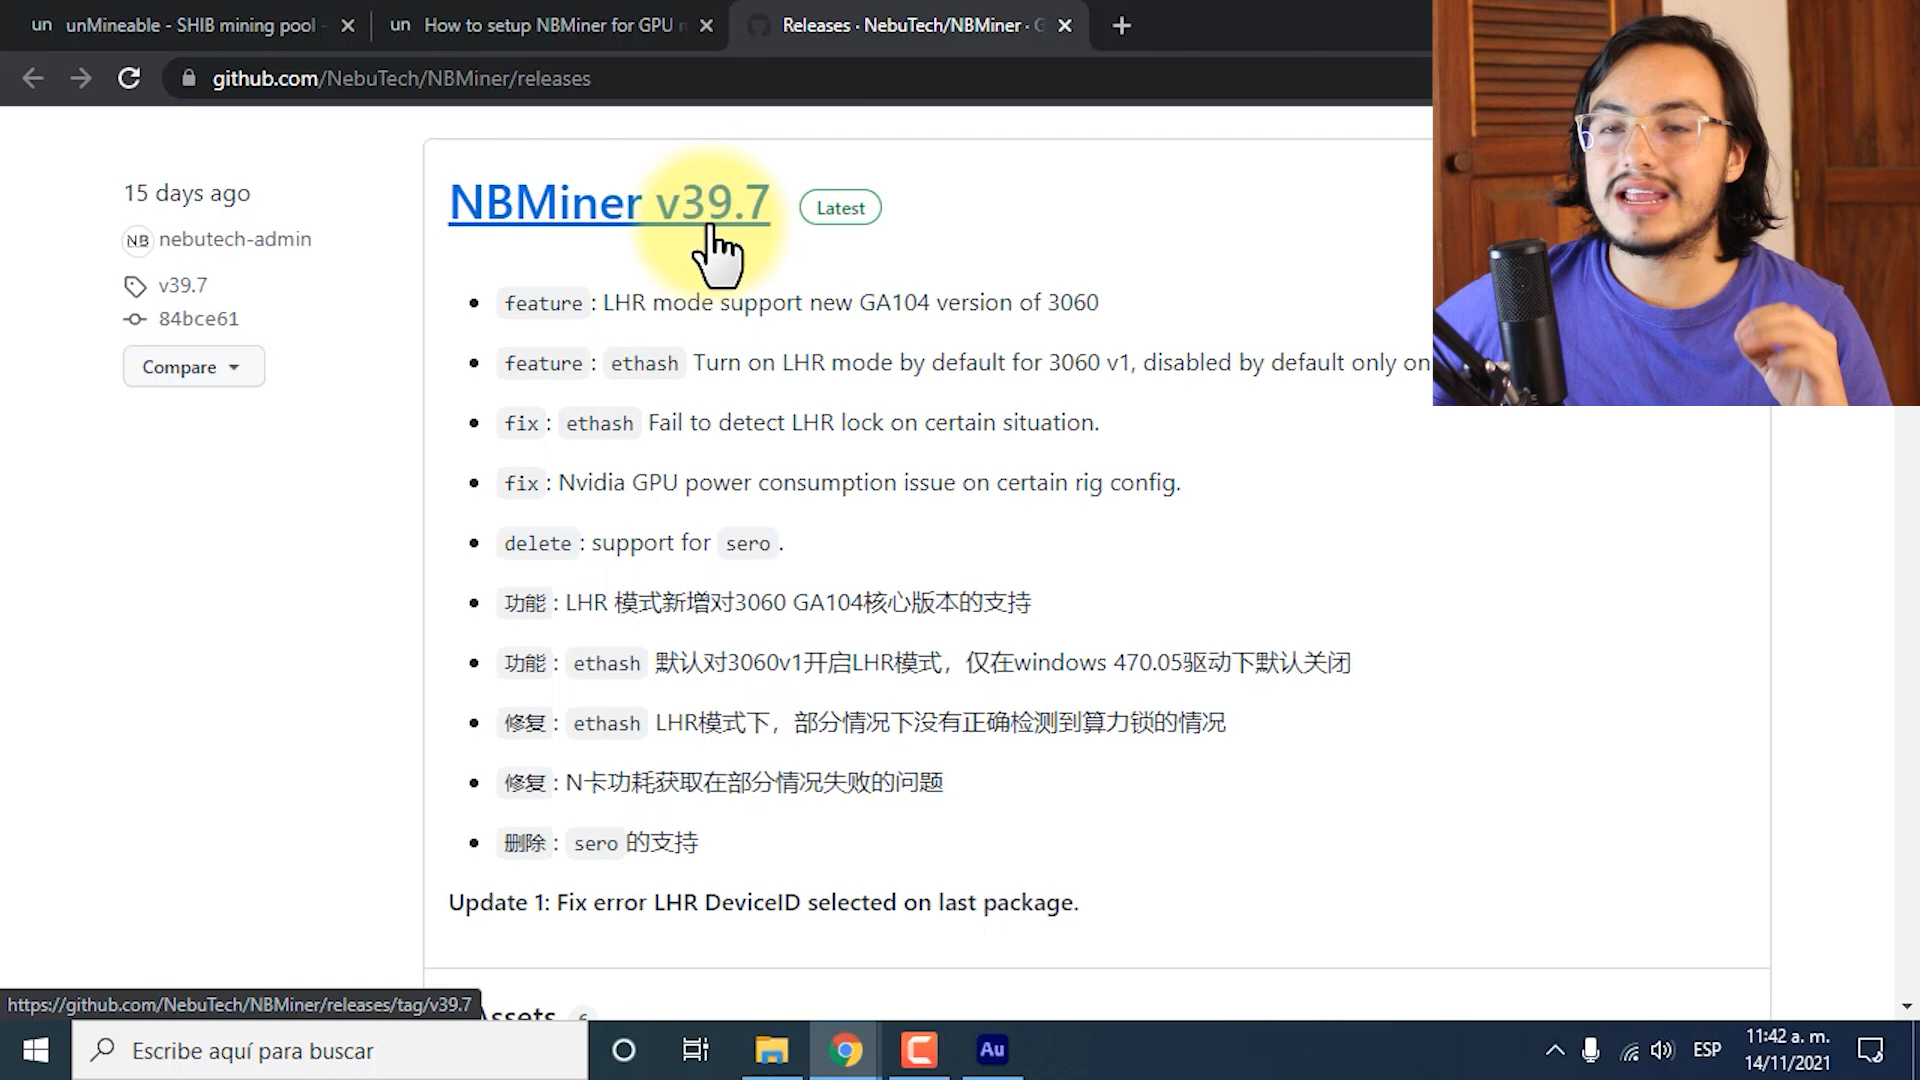 un unMineable - SHIB mining pool
un How to setup NBMiner for GPU
Releases · NebuTech/NBMiner · G
github.com/NebuTech/NBMiner/releases
15 days ago
NB nebutech-admin
v39.7
84bce61
Compare
NBMiner v39.7 Latest
feature: LHR mode support new GA104 version of 3060
feature: ethash Turn on LHR mode by default for 3060 v1, disabled by default only on
fix: ethash Fail to detect LHR lock on certain situation.
fix: Nvidia GPU power consumption issue on certain rig config.
delete: support for sero.
功能: LHR 模式新增对3060 GA104核心版本的支持
功能: ethash 默认对3060v1开启LHR模式，仅在windows 470.05驱动下默认关闭
修复: ethash LHR模式下，部分情况下没有正确检测到算力锁的情况
修复: N卡功耗获取在部分情况失败的问题
删除: sero的支持
Update 1: Fix error LHR DeviceID selected on last package.
Assets 6
https://github.com/NebuTech/NBMiner/releases/tag/v39.7
Escribe aquí para buscar
Au
ESP
11:42 a. m.
14/11/2021